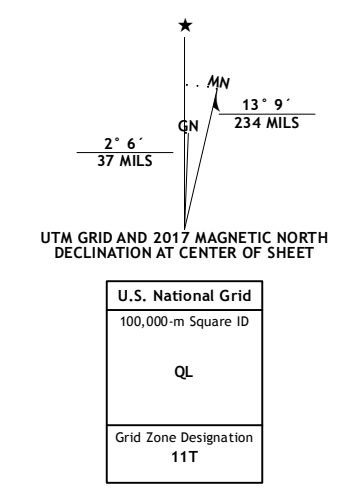 ★
MN
13° 9´
234 MILS
GN
2° 6´
37 MILS
UTM GRID AND 2017 MAGNETIC NORTH
DECLINATION AT CENTER OF SHEET
U.S. National Grid
100,000-m Square ID
QL
Grid Zone Designation
11T